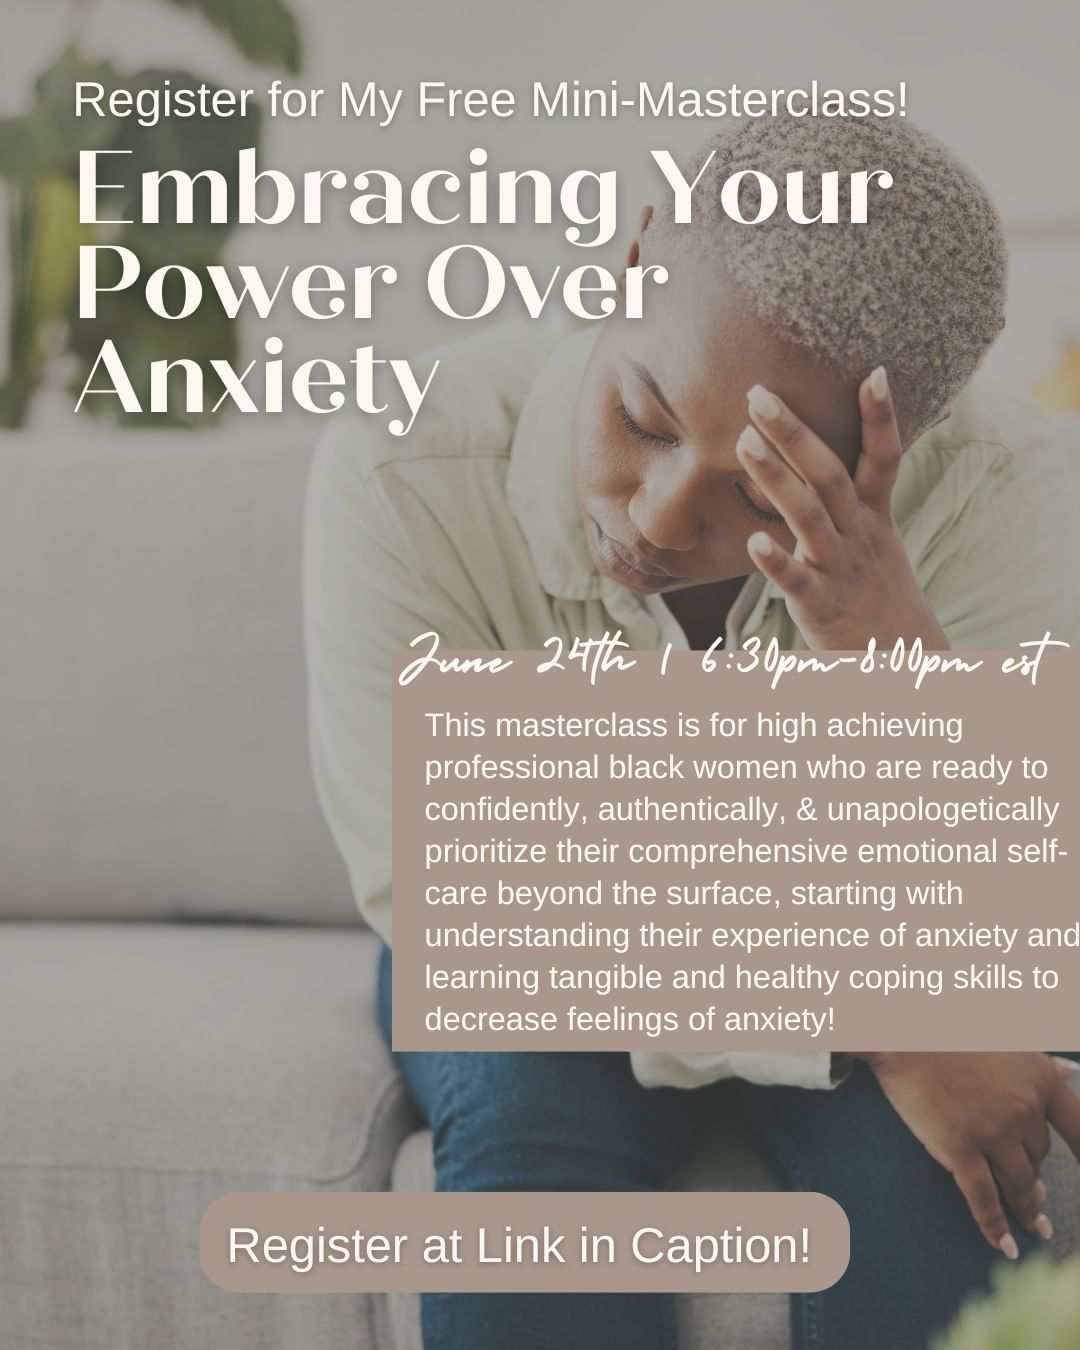 Register for My Free Mini-Masterclass!
Embracing Your
Power Over
Anxiety
June 24th | 6:30pm-8:00pm est
This masterclass is for high achieving
professional black women who are ready to
confidently, authentically, & unapologetically
prioritize their comprehensive emotional self-
care beyond the surface, starting with
understanding their experience of anxiety and
learning tangible and healthy coping skills to
decrease feelings of anxiety!
Register at Link in Caption!